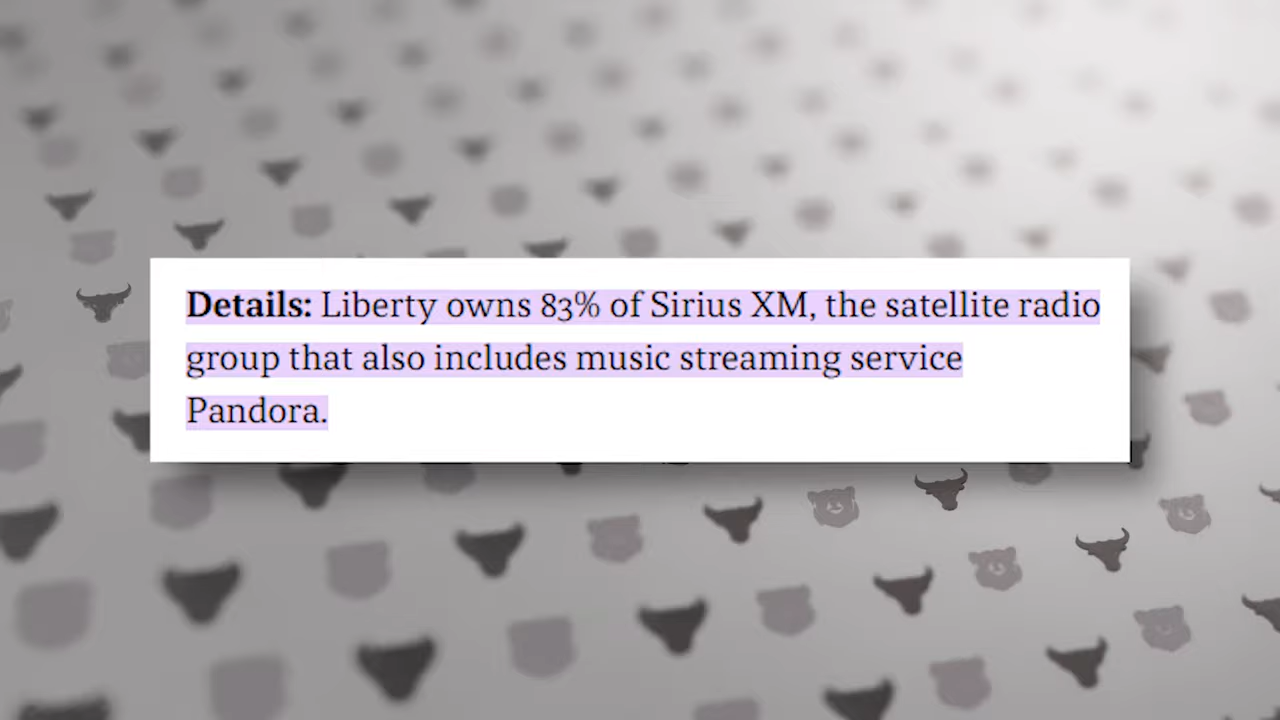 Details: Liberty owns 83% of Sirius XM, the satellite radio
group that also includes music streaming service
Pandora.